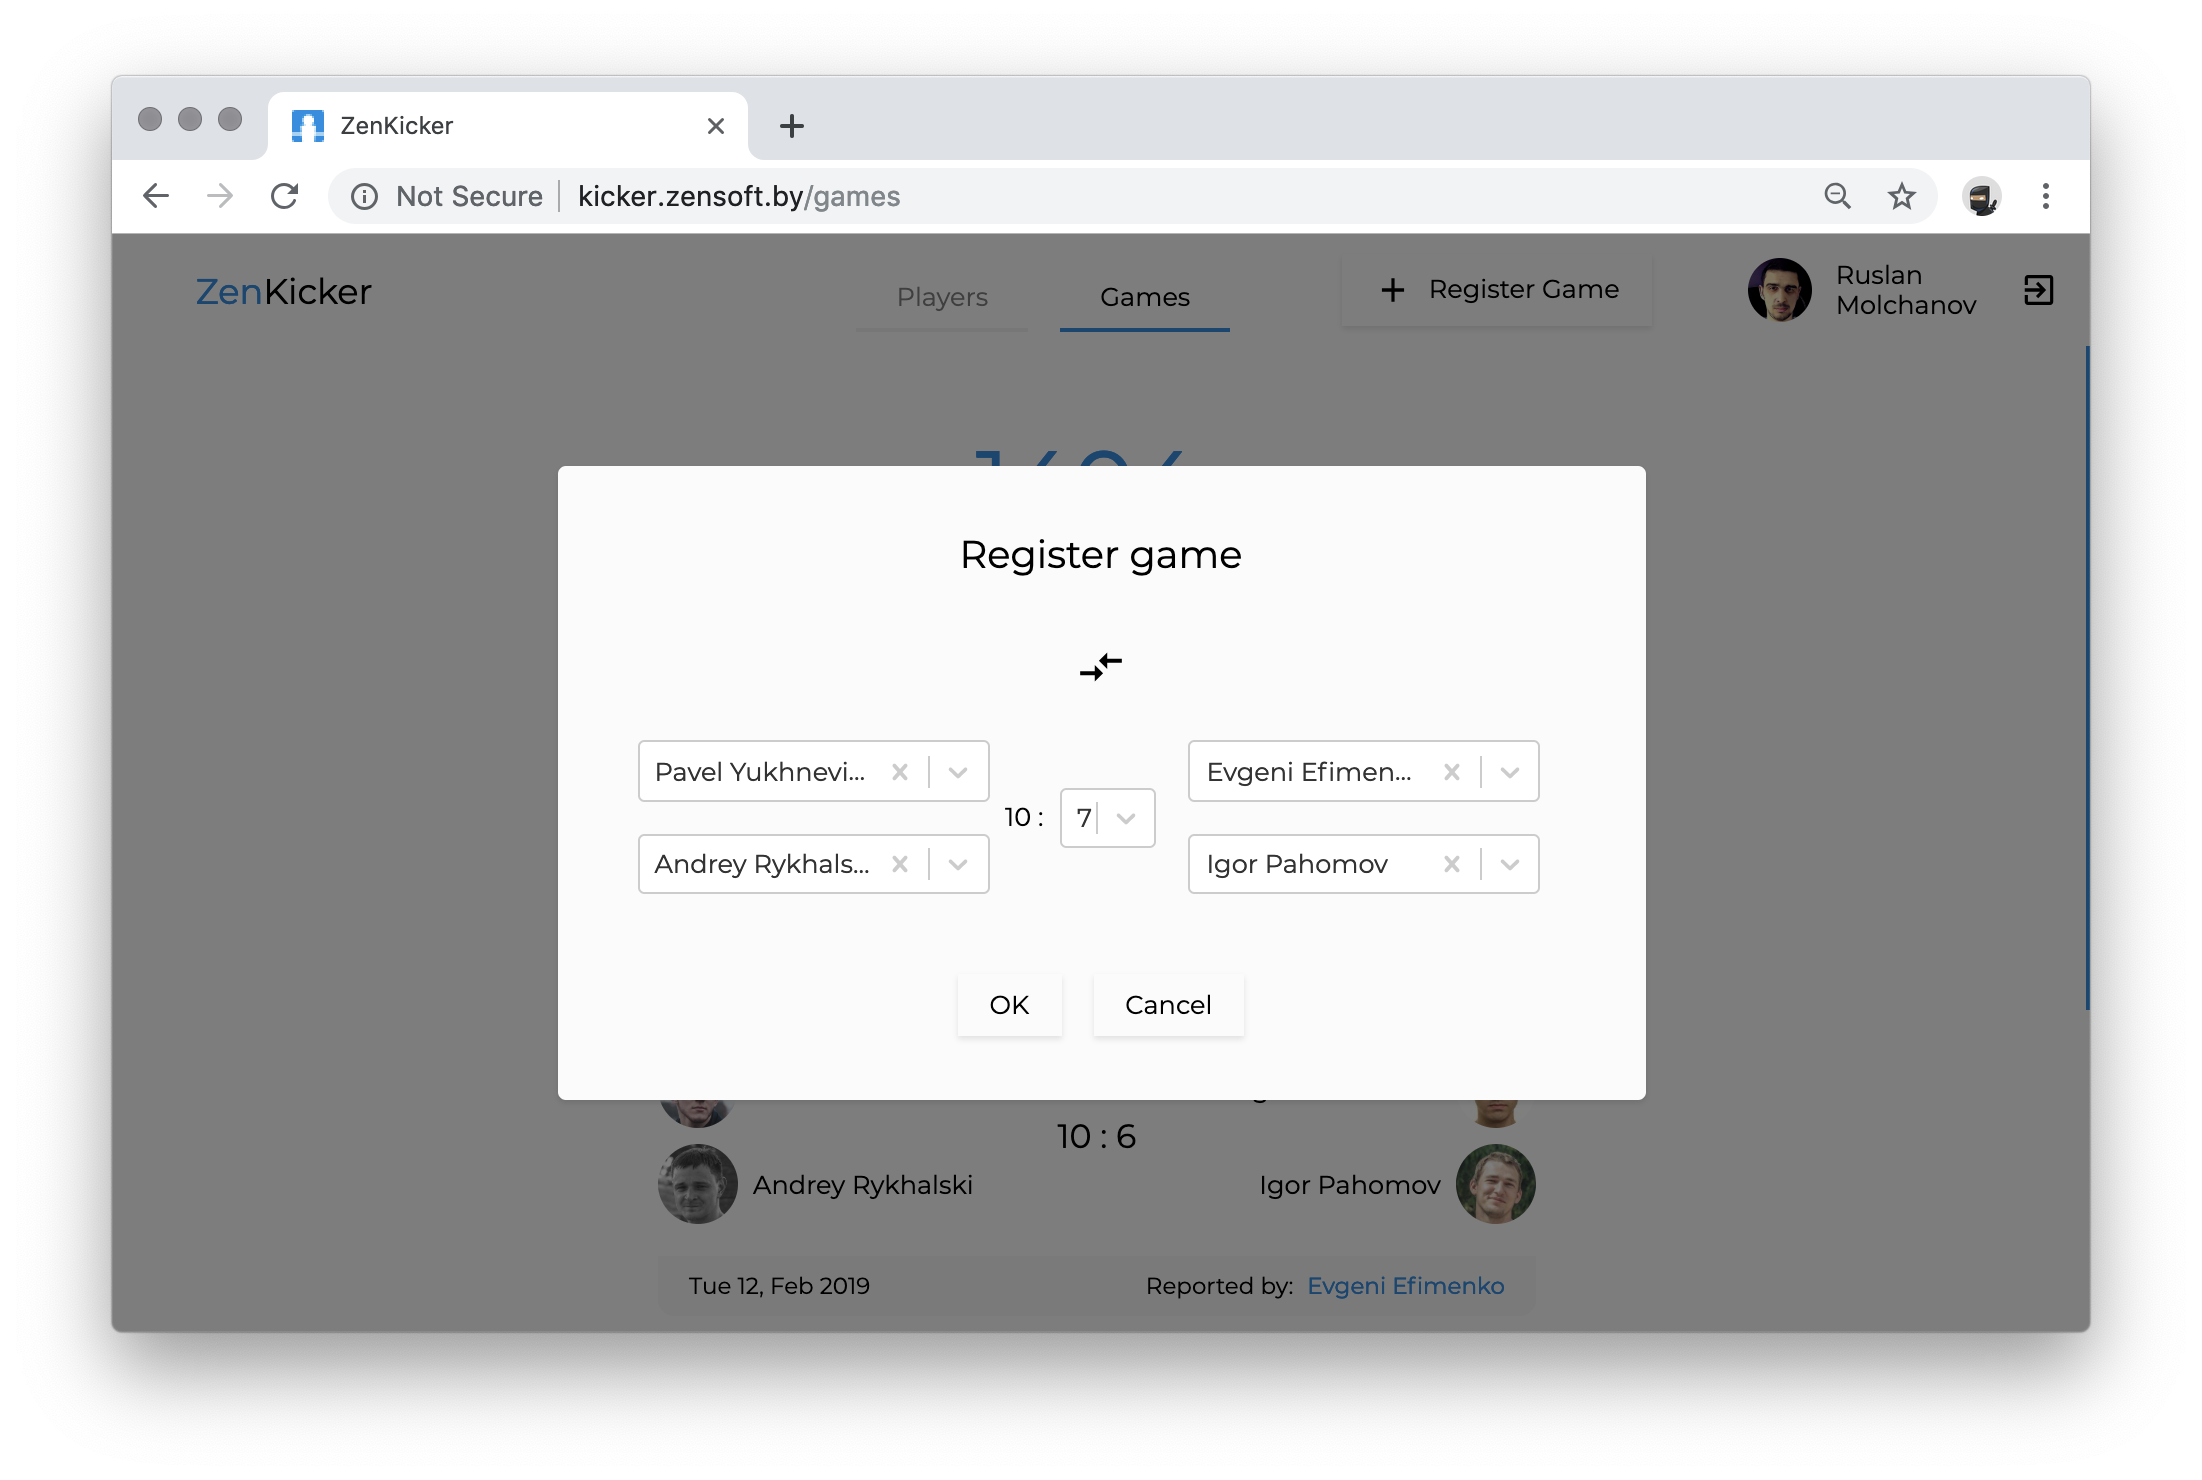 ZenKicker
Not Secure kicker.zensoft.by/games
ZenKicker
Players
Games
Register Game
Ruslan
Molchanov
Register game
Pavel Yukhnevi...
Andrey Rykhals...
10 :
7
Evgeni Efimen...
Igor Pahomov
OK
Cancel
10 : 6
Andrey Rykhalski
Igor Pahomov
Tue 12, Feb 2019
Reported by: Evgeni Efimenko